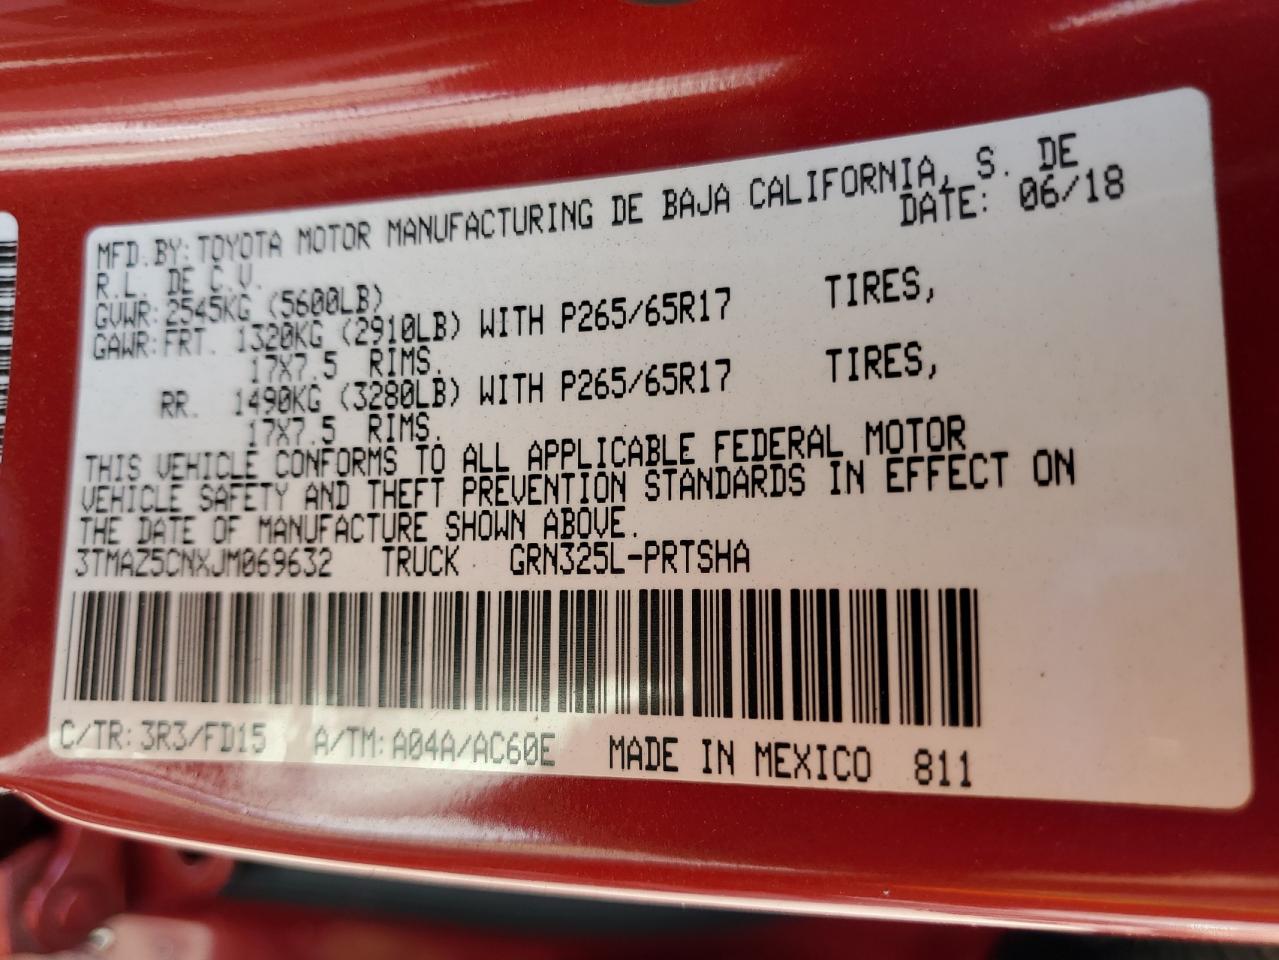 MFD. BY: TOYOTA MOTOR MANUFACTURING DE BAJA CALIFORNIA, S. DE
R.L. DE C.V. DATE: 06/18
GVWR: 2545KG (5600LB)
GAWR: FRT. 1320KG (2910LB) WITH P265/65R17 TIRES,
17X7.5 RIMS.
RR. 1490KG (3280LB) WITH P265/65R17 TIRES,
17X7.5 RIMS.
THIS VEHICLE CONFORMS TO ALL APPLICABLE FEDERAL MOTOR
VEHICLE SAFETY AND THEFT PREVENTION STANDARDS IN EFFECT ON
THE DATE OF MANUFACTURE SHOWN ABOVE.
3TMAZ5CNXJM069632 TRUCK GRN325L-PRTSHA
C/TR: 3R3/FD15 A/TM: A04A/AC60E MADE IN MEXICO 811